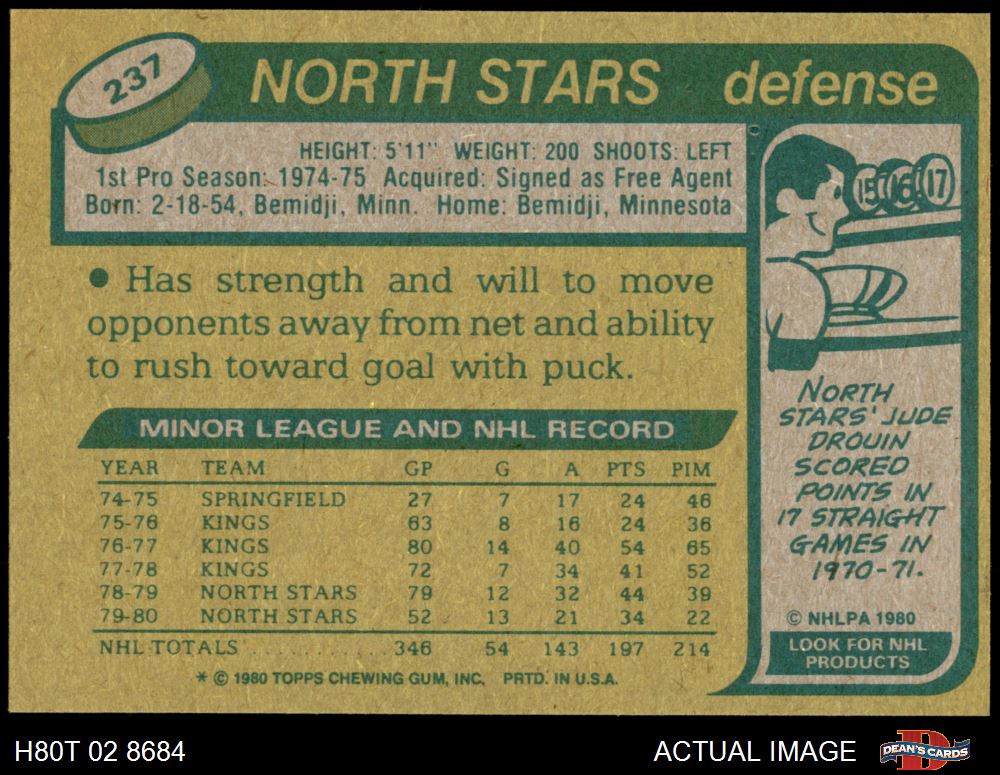 237
NORTH STARS defense
HEIGHT: 5'11" WEIGHT: 200 SHOOTS: LEFT
1st Pro Season: 1974-75 Acquired: Signed as Free Agent
Born: 2-18-54, Bemidji, Minn. Home: Bemidji, Minnesota
● Has strength and will to move
opponents away from net and ability
to rush toward goal with puck.
MINOR LEAGUE AND NHL RECORD
YEAR TEAM GP G A PTS PIM
74-75 SPRINGFIELD 27 7 17 24 46
75-76 KINGS 63 8 16 24 36
76-77 KINGS 80 14 40 54 65
77-78 KINGS 72 7 34 41 52
78-79 NORTH STARS 79 12 32 44 39
79-80 NORTH STARS 52 13 21 34 22
NHL TOTALS ............ 346 54 143 197 214
* © 1980 TOPPS CHEWING GUM, INC. PRTD. IN U.S.A.
15 16 17
NORTH
STARS' JUDE
DROUIN
SCORED
POINTS IN
17 STRAIGHT
GAMES IN
1970-71.
© NHLPA 1980
LOOK FOR NHL
PRODUCTS
H80T 02 8684
ACTUAL IMAGE
D
DEAN'S CARDS